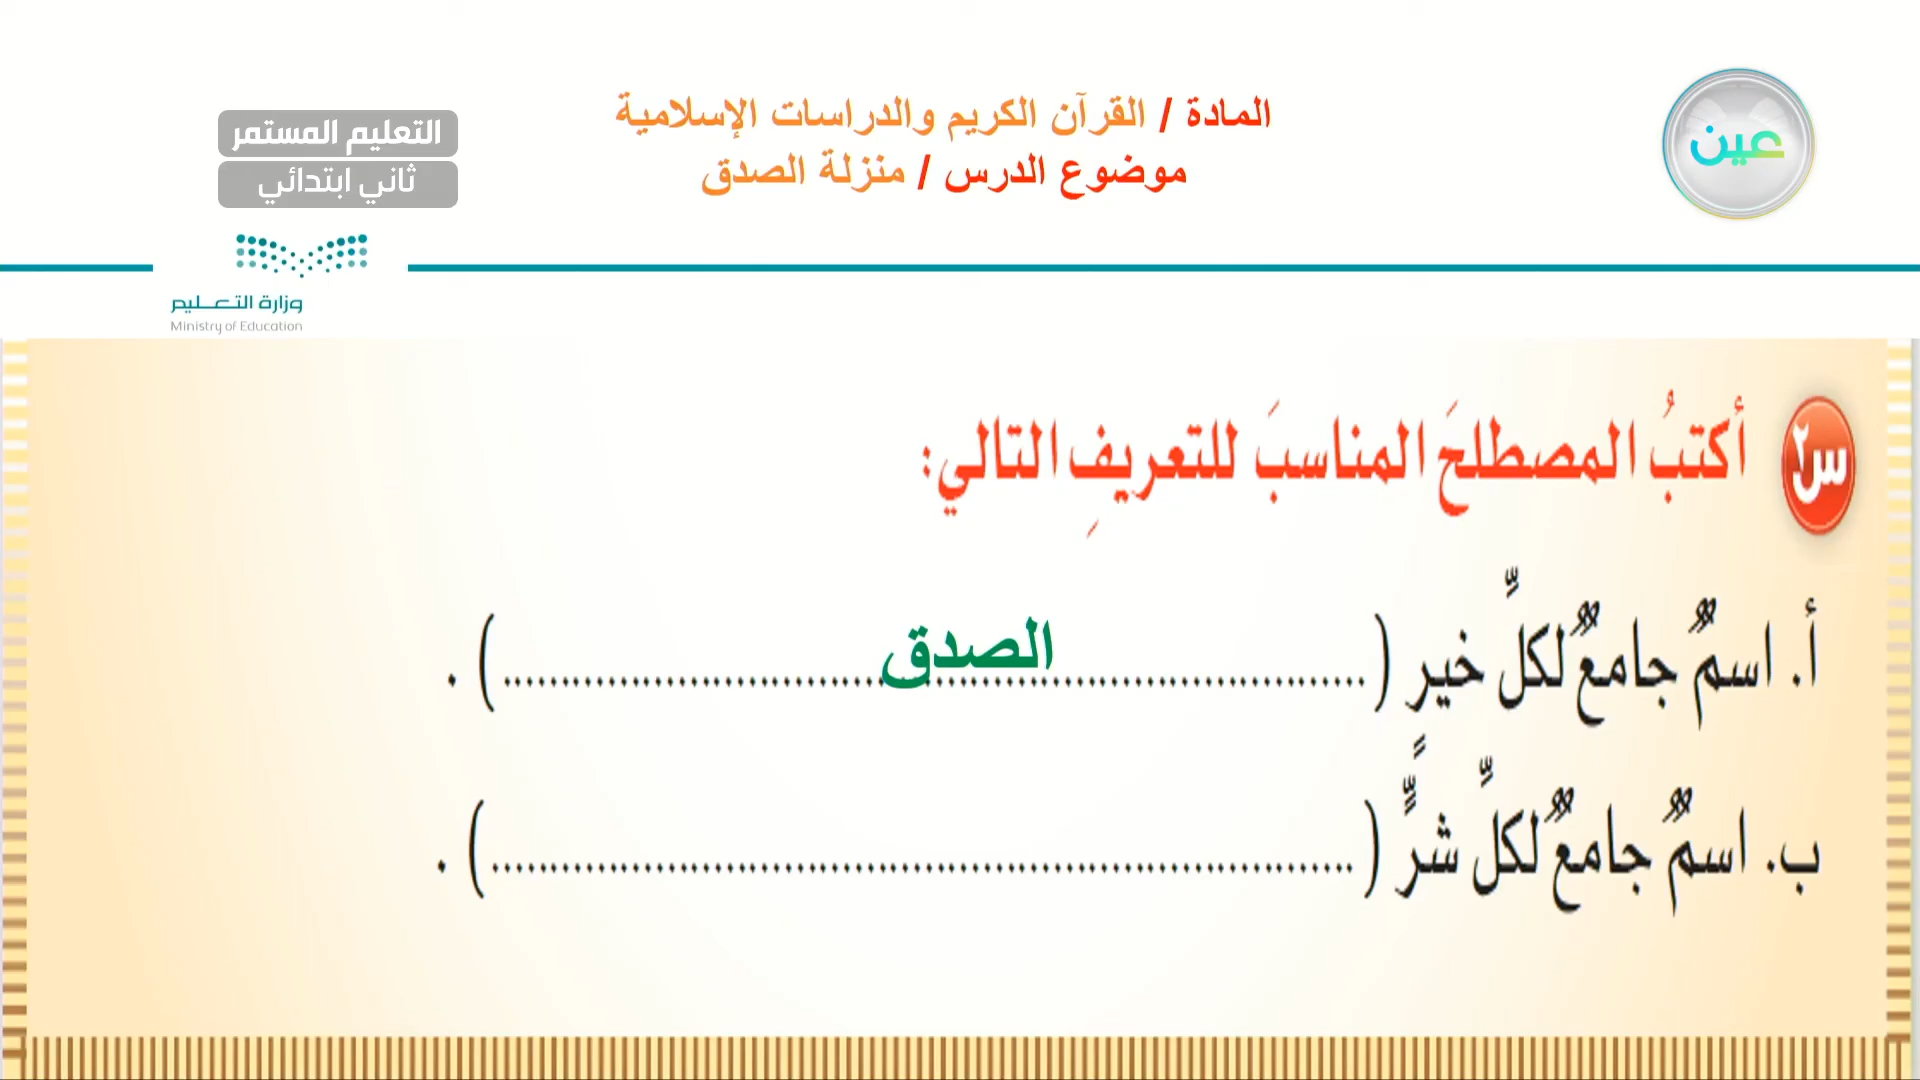 المادة / القرآن الكريم والدراسات الإسلامية
موضوع الدرس / منزلة الصدق
عين
التعليم المستمر
ثاني ابتدائي
وزارة التعليم
Ministry of Education
س٢ أكتبُ المصطلحَ المناسبَ للتعريفِ التالي:
أ. اسمٌ جامعٌ لكلِّ خيرٍ (............ الصدق ............) .
ب. اسمٌ جامعٌ لكلِّ شرٍّ (........................) .